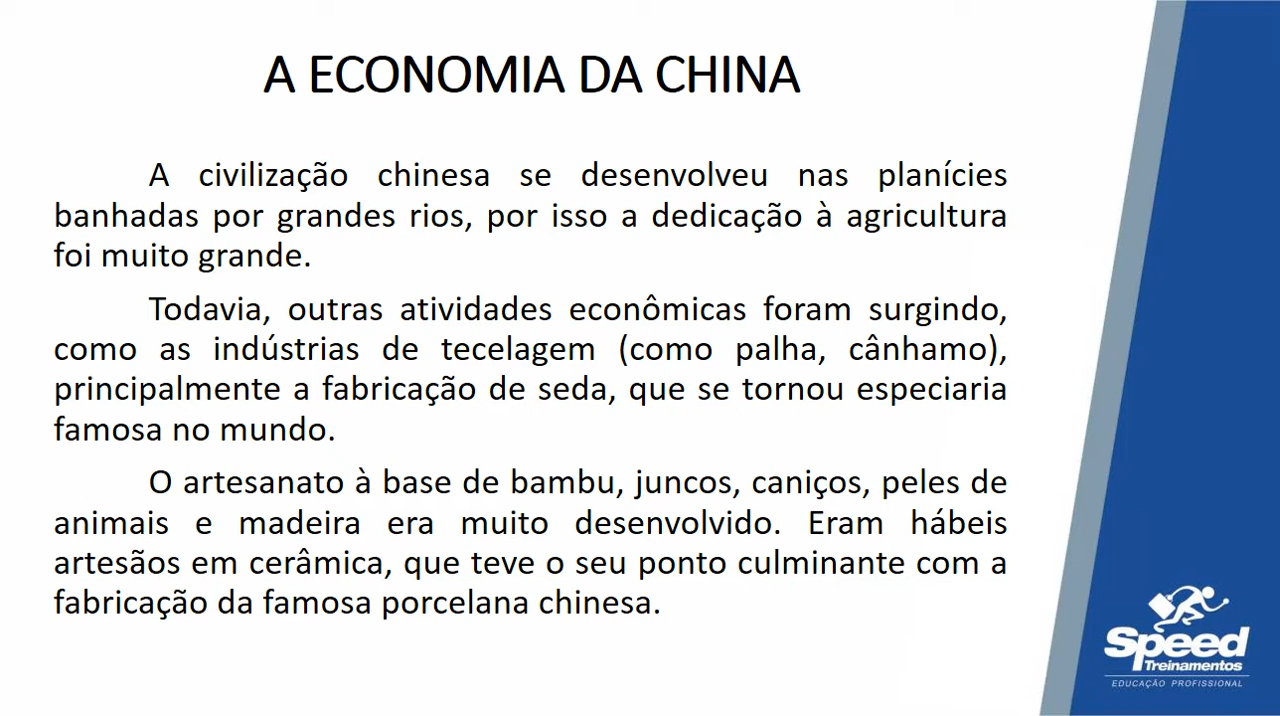 A ECONOMIA DA CHINA
A civilização chinesa se desenvolveu nas planícies
banhadas por grandes rios, por isso a dedicação à agricultura
foi muito grande.
Todavia, outras atividades econômicas foram surgindo,
como as indústrias de tecelagem (como palha, cânhamo),
principalmente a fabricação de seda, que se tornou especiaria
famosa no mundo.
O artesanato à base de bambu, juncos, caniços, peles de
animais e madeira era muito desenvolvido. Eram hábeis
artesãos em cerâmica, que teve o seu ponto culminante com a
fabricação da famosa porcelana chinesa.
Speed
Treinamentos
EDUCAÇÃO PROFISSIONAL